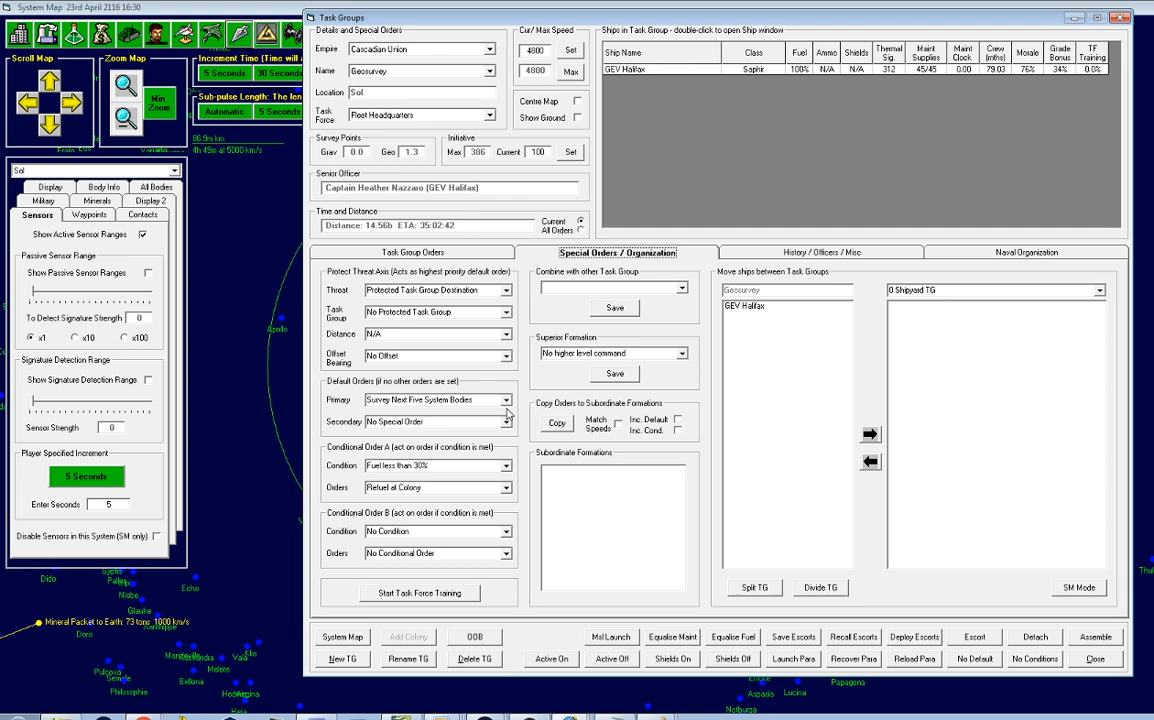 System Map 23rd April 2116 16:30
Scroll Map
Zoom Map
Min Zoom
Increment Time (Time will a
5 Seconds
30 Secon
Sub-pulse Length: The len
Automatic
5 Second
86.9m km
4h 49m at 5000 km/s
Sol
Display
Body Info
All Bodies
Military
Minerals
Display 2
Sensors
Waypoints
Contacts
Show Active Sensor Ranges
Passive Sensor Range
Show Passive Sensor Ranges
To Detect Signature Strength 0
x1
x10
x100
Signature Detection Range
Show Signature Detection Range
Sensor Strength 0
Player Specified Increment
5 Seconds
Enter Seconds 5
Disable Sensors in this System (SM only)
Apollo
Dido
Niobe
Echo
Glauke
Doris
Mineral Packet to Earth: 73 tons 1000 km/s
Melete
Bellona
Philosophia
Hera
Task Groups
Details and Special Orders
Empire Cascadian Union
Name Geosurvey
Location Sol
Task Force Fleet Headquarters
Cur/ Max Speed
4800 Set
4800 Max
Centre Map
Show Ground
Survey Points
Grav 0.0 Geo 1.3
Initiative
Max 386 Current 100 Set
Senior Officer
Captain Heather Nazzaro (GEV Halifax)
Time and Distance
Distance: 14.56b ETA: 35:02:42
Current
All Orders
Ships in Task Group - double-click to open Ship window
Ship Name Class Fuel Ammo Shields Thermal Sig. Maint Supplies Maint Clock Crew (mths) Morale Grade Bonus TF Training
GEV Halifax Saphir 100% N/A N/A 312 45/45 0.00 79.03 76% 34% 0.0%
Task Group Orders
Special Orders / Organization
History / Officers / Misc
Naval Organization
Protect Threat Axis (Acts as highest priority default order)
Threat Protected Task Group Destination
Task Group No Protected Task Group
Distance N/A
Offset Bearing No Offset
Default Orders (if no other orders are set)
Primary Survey Next Five System Bodies
Secondary No Special Order
Conditional Order A (act on order if condition is met)
Condition Fuel less than 30%
Orders Refuel at Colony
Conditional Order B (act on order if condition is met)
Condition No Condition
Orders No Conditional Order
Start Task Force Training
Combine with other Task Group
Save
Superior Formation
No higher level command
Save
Copy Orders to Subordinate Formations
Copy Match Speeds Inc. Default
Inc. Cond.
Subordinate Formations
Move ships between Task Groups
Geosurvey
GEV Halifax
0 Shipyard TG
Split TG
Divide TG
SM Mode
System Map
Add Colony
OOB
Msl Launch
Equalise Maint
Equalise Fuel
Save Escorts
Recall Escorts
Deploy Escorts
Escort
Detach
Assemble
New TG
Rename TG
Delete TG
Active On
Active Off
Shields On
Shields Off
Launch Para
Recover Para
Reload Para
No Default
No Conditions
Close
Thul
Aspasia
Lucina
Papagena
Notburga